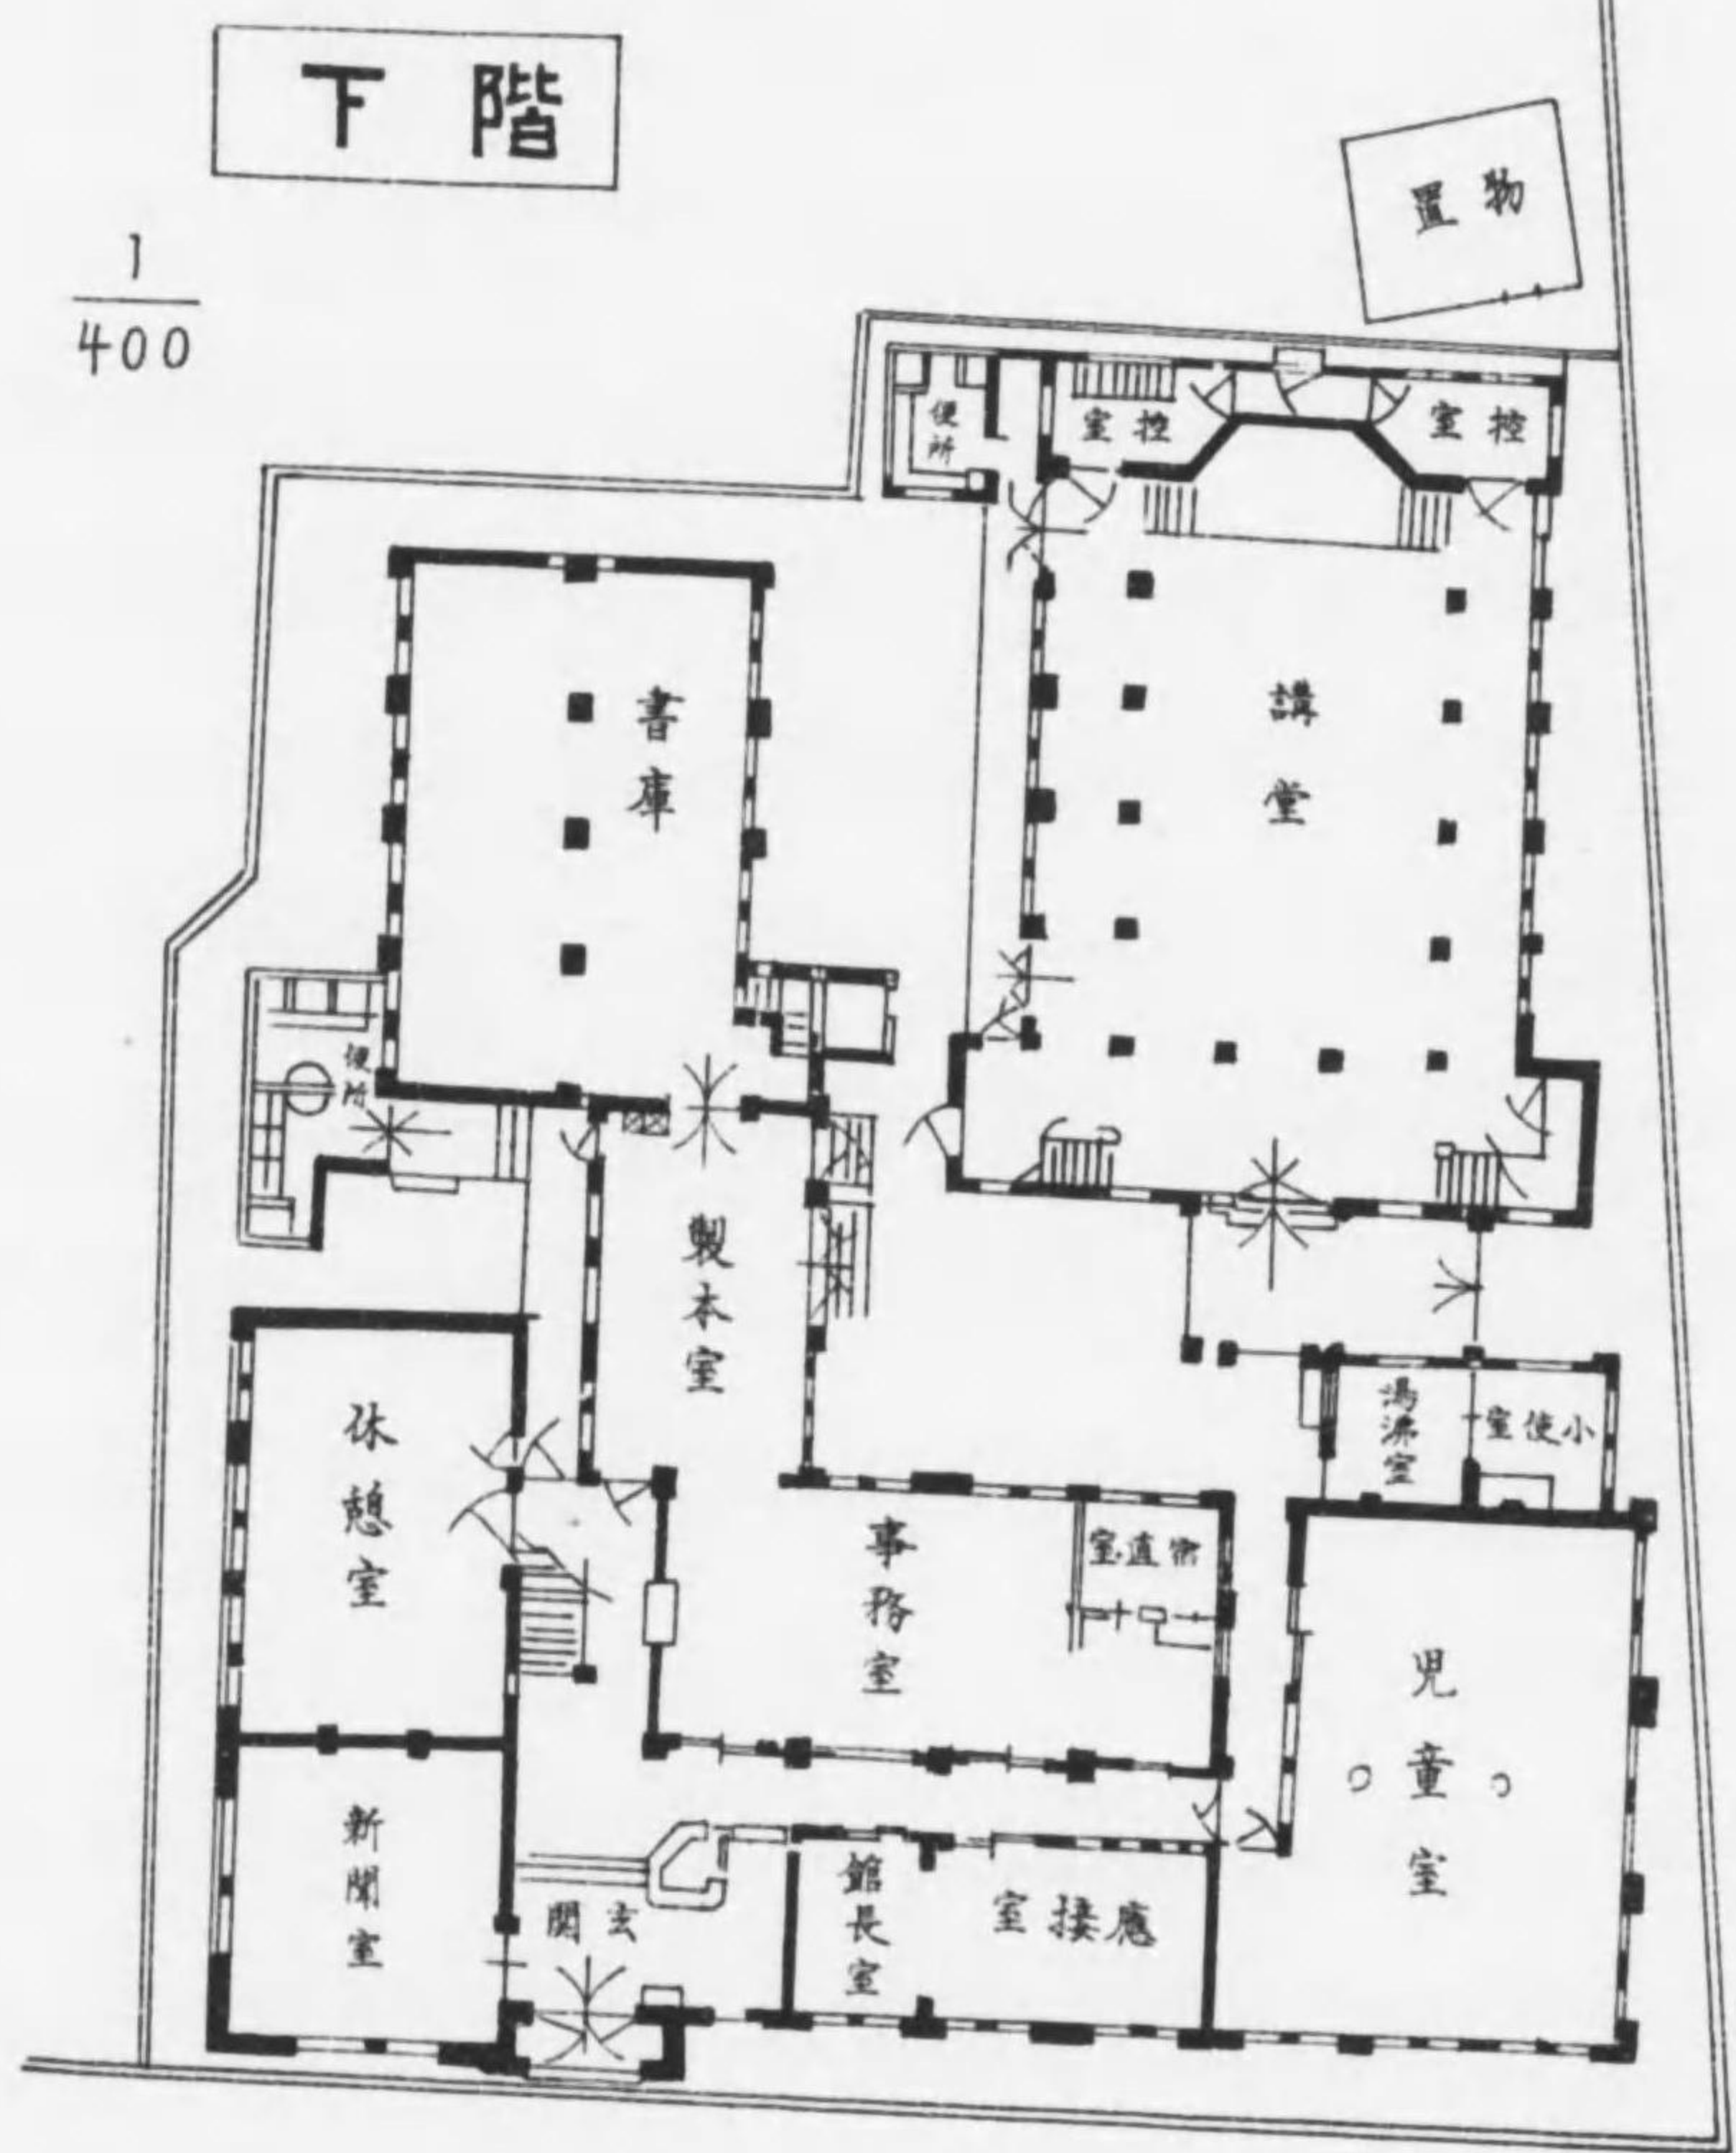 下階
1
400
物置
便所
控室
控室
書庫
講堂
便所
製本室
休憩室
湯沸室
小使室
事務室
宿直室
児童室
新聞室
玄関
館長室
應接室